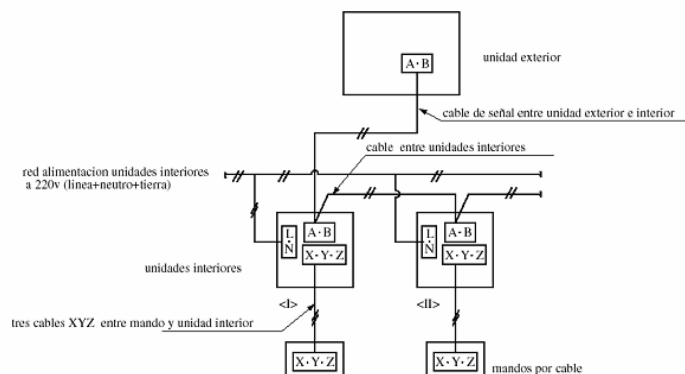 A·B
unidad exterior
cable de señal entre unidad exterior e interior
cable entre unidades interiores
red alimentacion unidades interiores
a 220v (linea+neutro+tierra)
L·N
A·B
X·Y·Z
L·N
A·B
X·Y·Z
unidades interiores
<I>
<II>
tres cables XYZ entre mando y unidad interior
X·Y·Z
X·Y·Z
mandos por cable